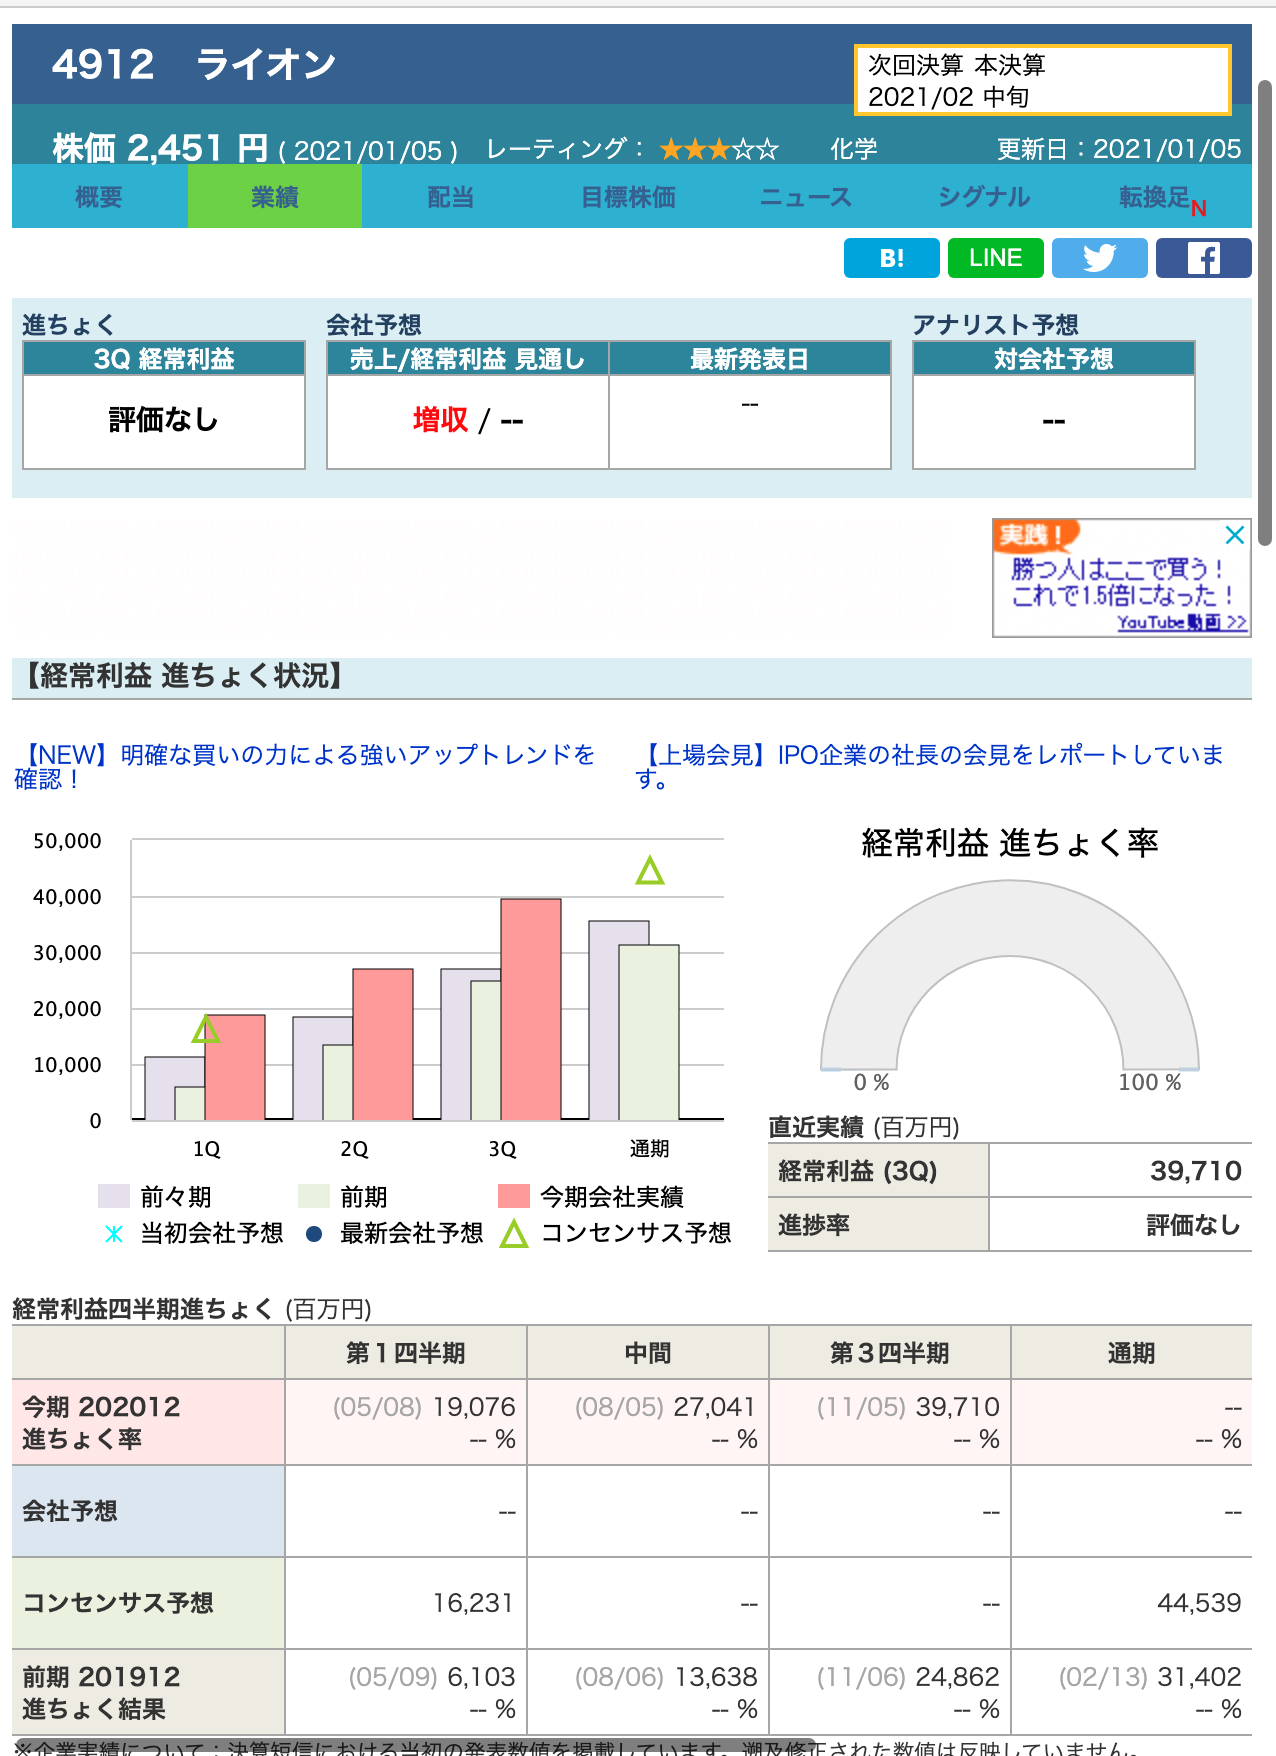 4912　ライオン
次回決算 本決算
2021/02 中旬
株価 2,451 円 ( 2021/01/05 )　レーティング： ★★★☆☆　化学　更新日：2021/01/05
概要　業績　配当　目標株価　ニュース　シグナル　転換足N
B!　LINE
進ちょく　会社予想　アナリスト予想
3Q 経常利益　売上/経常利益 見通し　最新発表日　対会社予想
評価なし　増収 / --　--　--
実践！
勝つ人はここで買う！
これで1.5倍になった！
YouTube動画 >>
【経常利益 進ちょく状況】
【NEW】明確な買いの力による強いアップトレンドを
確認！
【上場会見】IPO企業の社長の会見をレポートしていま
す。
50,000
40,000
30,000
20,000
10,000
0
1Q　2Q　3Q　通期
前々期　前期　今期会社実績
当初会社予想　最新会社予想　コンセンサス予想
経常利益 進ちょく率
0 %　100 %
直近実績 (百万円)
経常利益 (3Q)　39,710
進捗率　評価なし
経常利益四半期進ちょく (百万円)
第１四半期　中間　第３四半期　通期
今期 202012　(05/08) 19,076　(08/05) 27,041　(11/05) 39,710　--
進ちょく率　-- %　-- %　-- %　-- %
会社予想　--　--　--　--
コンセンサス予想　16,231　--　--　44,539
前期 201912　(05/09) 6,103　(08/06) 13,638　(11/06) 24,862　(02/13) 31,402
進ちょく結果　-- %　-- %　-- %　-- %
※企業実績について：決算短信における当初の発表数値を掲載しています。遡及修正された数値は反映していません。